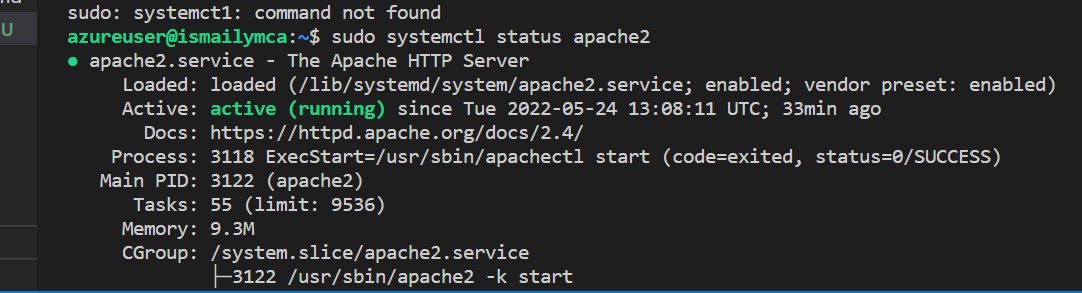 sudo: systemct1: command not found
azureuser@ismailymca:~$ sudo systemctl status apache2
● apache2.service - The Apache HTTP Server
Loaded: loaded (/lib/systemd/system/apache2.service; enabled; vendor preset: enabled)
Active: active (running) since Tue 2022-05-24 13:08:11 UTC; 33min ago
Docs: https://httpd.apache.org/docs/2.4/
Process: 3118 ExecStart=/usr/sbin/apachectl start (code=exited, status=0/SUCCESS)
Main PID: 3122 (apache2)
Tasks: 55 (limit: 9536)
Memory: 9.3M
CGroup: /system.slice/apache2.service
├─3122 /usr/sbin/apache2 -k start
U